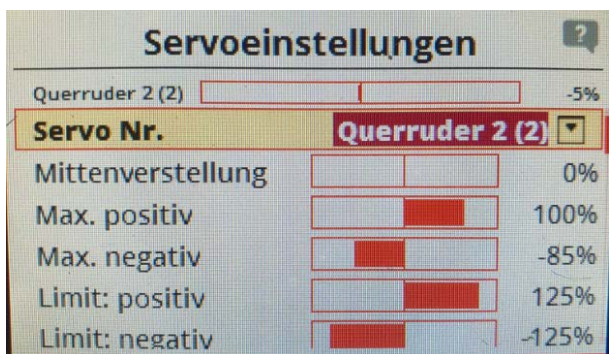 Servoeinstellungen
?
Querruder 2 (2) -5%
Servo Nr. Querruder 2 (2)
Mittenverstellung 0%
Max. positiv 100%
Max. negativ -85%
Limit: positiv 125%
Limit: negativ -125%